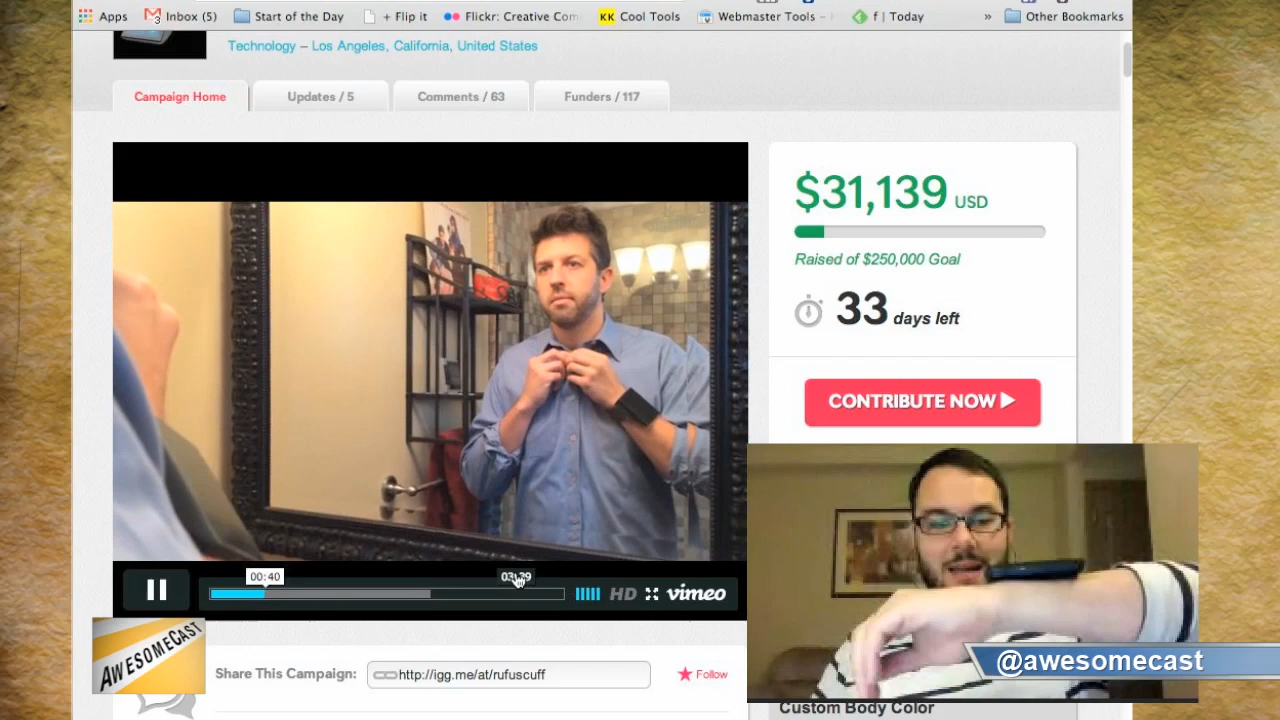 Apps
Inbox (5)
Start of the Day
+ Flip it
Flickr: Creative Com
KK Cool Tools
Webmaster Tools -
f | Today
»
Other Bookmarks
Technology – Los Angeles, California, United States
Campaign Home
Updates / 5
Comments / 63
Funders / 117
$31,139 USD
Raised of $250,000 Goal
33 days left
CONTRIBUTE NOW
00:40
HD
vimeo
AWESOMECAST
Share This Campaign:
http://igg.me/at/rufuscuff
Follow
@awesomecast
Custom Body Color